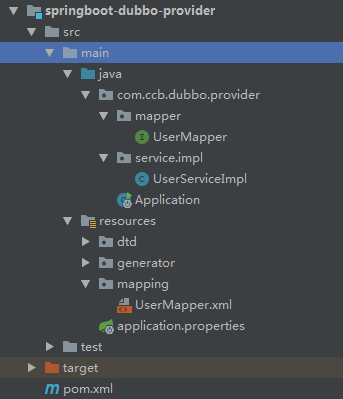 springboot-dubbo-provider
src
main
java
com.ccb.dubbo.provider
mapper
UserMapper
service.impl
UserServiceImpl
Application
resources
dtd
generator
mapping
UserMapper.xml
application.properties
test
target
pom.xml